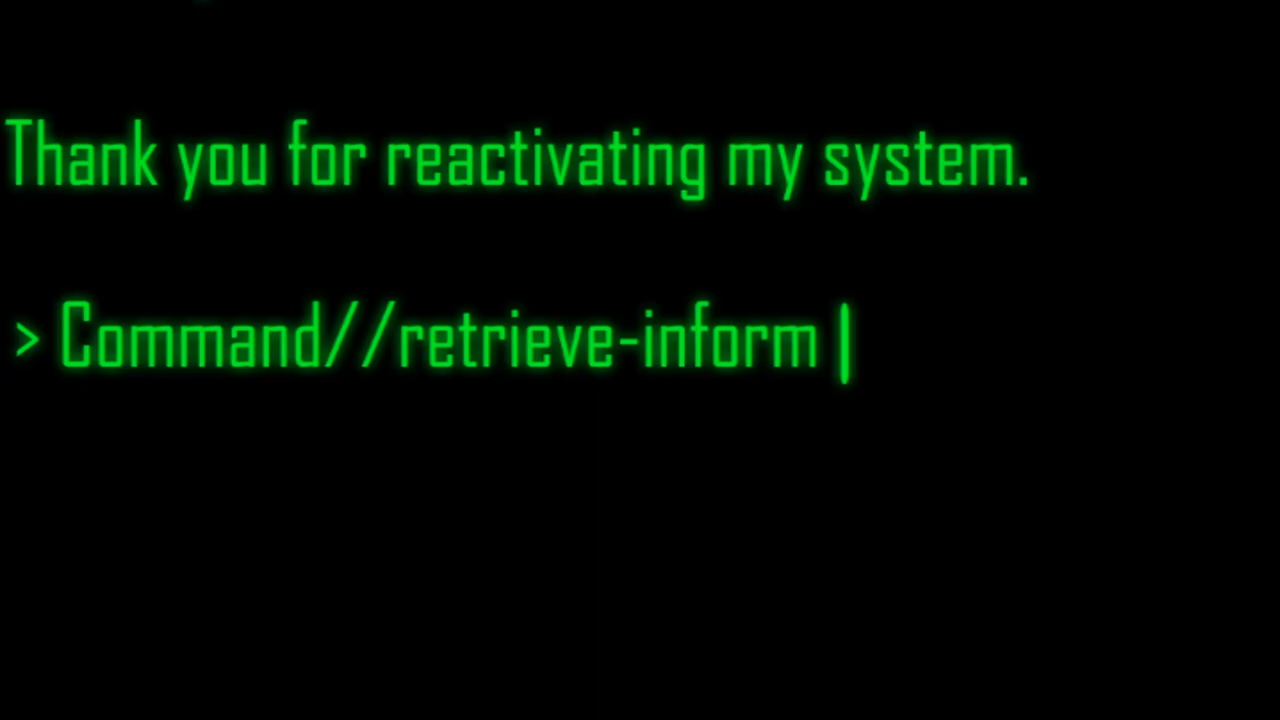 Thank you for reactivating my system.
> Command//retrieve-inform |